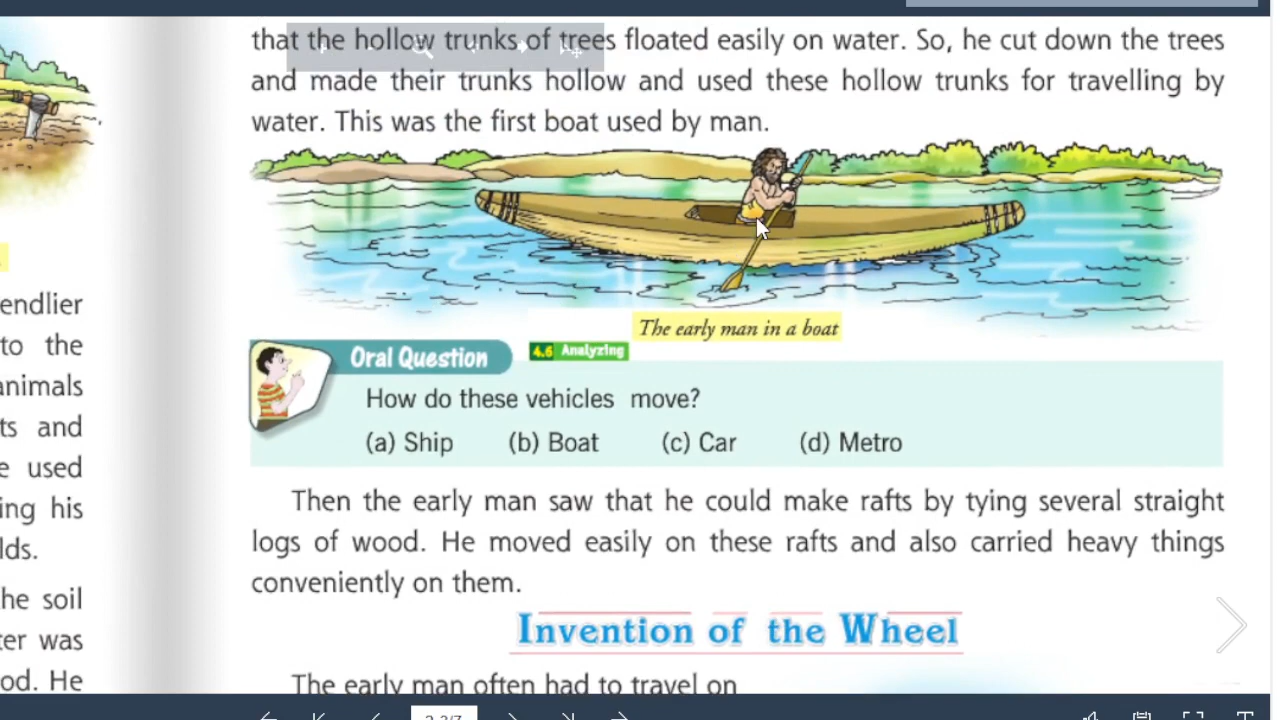 that the hollow trunks of trees floated easily on water. So, he cut down the trees
and made their trunks hollow and used these hollow trunks for travelling by
water. This was the first boat used by man.
The early man in a boat
Oral Question
4.6 Analyzing
How do these vehicles move?
(a) Ship (b) Boat (c) Car (d) Metro
Then the early man saw that he could make rafts by tying several straight
logs of wood. He moved easily on these rafts and also carried heavy things
conveniently on them.
Invention of the Wheel
The early man often had to travel on
endlier
to the
animals
ts and
e used
ing his
lds.
he soil
ter was
od. He